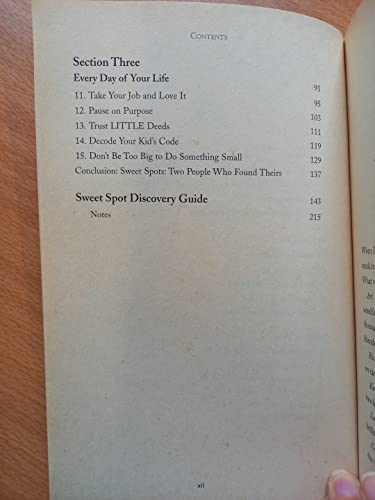 CONTENTS
Section Three
Every Day of Your Life 91
11. Take Your Job and Love It 95
12. Pause on Purpose 103
13. Trust LITTLE Deeds 111
14. Decode Your Kid's Code 119
15. Don't Be Too Big to Do Something Small 129
Conclusion: Sweet Spots: Two People Who Found Theirs 137
Sweet Spot Discovery Guide 143
Notes 215
xii